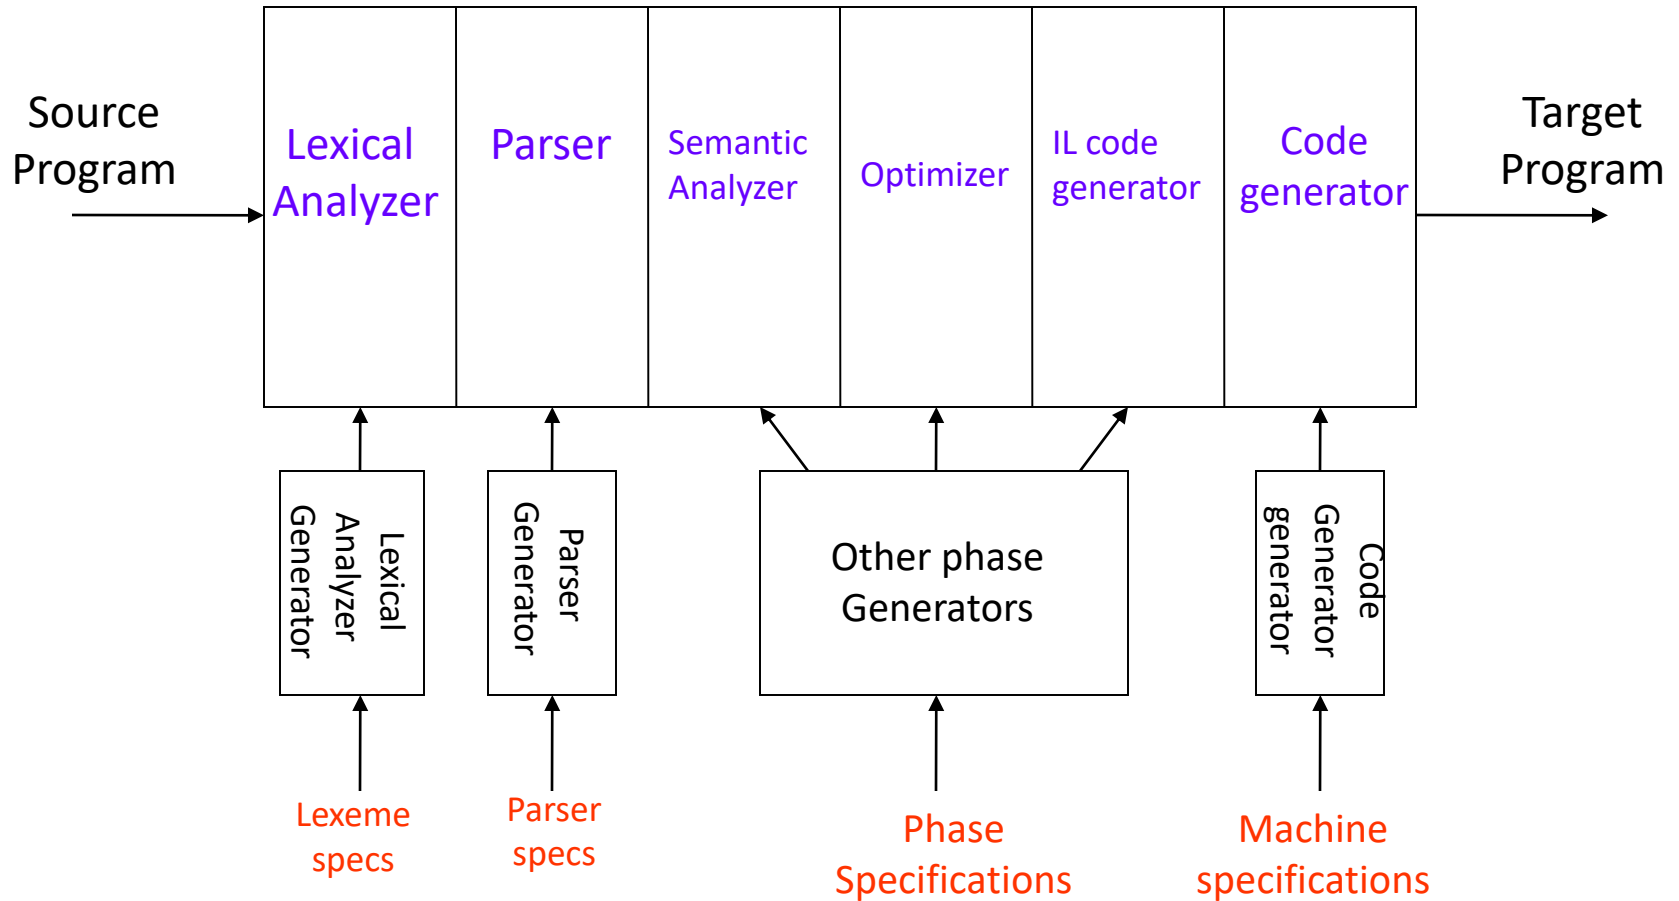 Source
Program
Lexical
Analyzer
Parser
Semantic
Analyzer
Optimizer
IL code
generator
Code
generator
Target
Program
Lexical
Analyzer
Generator
Parser
Generator
Other phase
Generators
Code
Generator
generator
Lexeme
specs
Parser
specs
Phase
Specifications
Machine
specifications